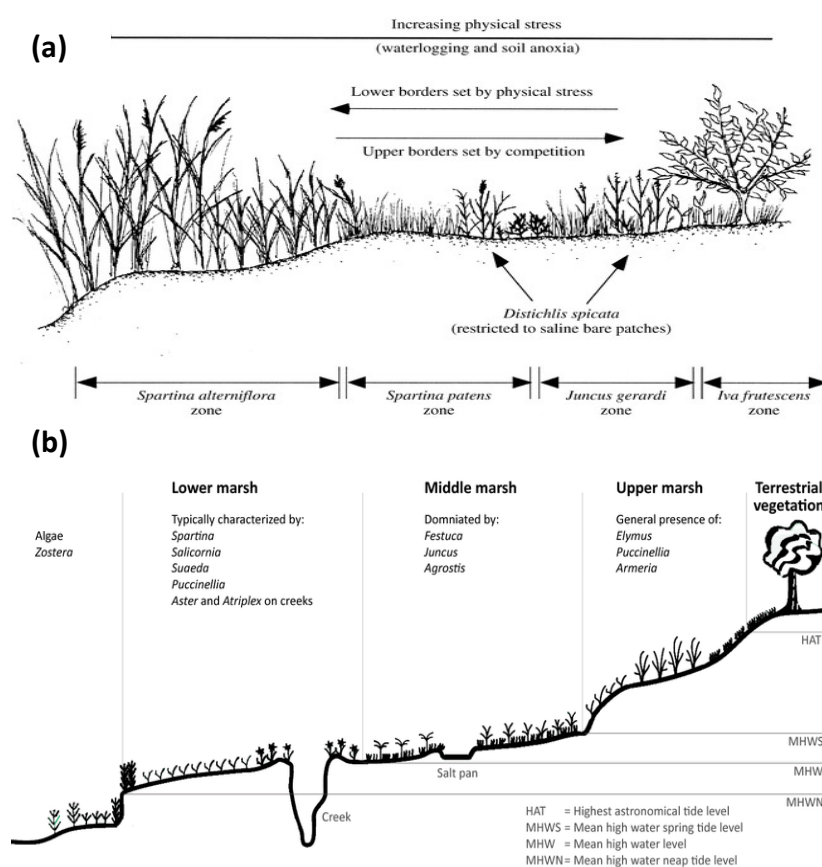 (a)
Increasing physical stress
(waterlogging and soil anoxia)
Lower borders set by physical stress
Upper borders set by competition
Distichlis spicata
(restricted to saline bare patches)
Spartina alterniflora
zone
Spartina patens
zone
Juncus gerardi
zone
Iva frutescens
zone
(b)
Algae
Zostera
Lower marsh
Typically characterized by:
Spartina
Salicornia
Suaeda
Puccinellia
Aster and Atriplex on creeks
Middle marsh
Domniated by:
Festuca
Juncus
Agrostis
Upper marsh
General presence of:
Elymus
Puccinellia
Armeria
Terrestrial
vegetation
HAT
MHWS
MHW
MHWN
Salt pan
Creek
HAT = Highest astronomical tide level
MHWS = Mean high water spring tide level
MHW = Mean high water level
MHWN = Mean high water neap tide level